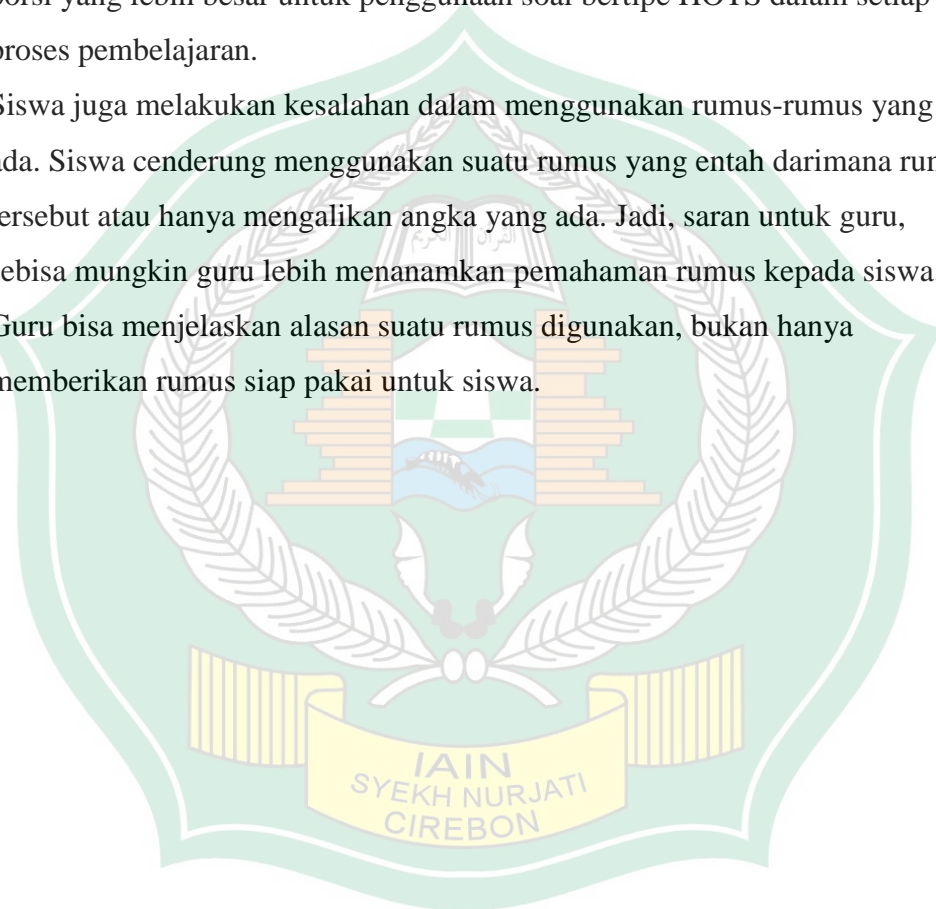 porsi yang lebih besar untuk penggunaan soal bertipe HOTS dalam setiap
proses pembelajaran.
Siswa juga melakukan kesalahan dalam menggunakan rumus-rumus yang
ada. Siswa cenderung menggunakan suatu rumus yang entah darimana
tersebut atau hanya mengalikan angka yang ada. Jadi, saran untuk guru,
sebisa mungkin guru lebih menanamkan pemahaman rumus kepada siswa
Guru bisa menjelaskan alasan suatu rumus digunakan, bukan hanya
memberikan rumus siap pakai untuk siswa.
القرآن الكريم
IAIN
SYEKH NURJATI
CIREBON